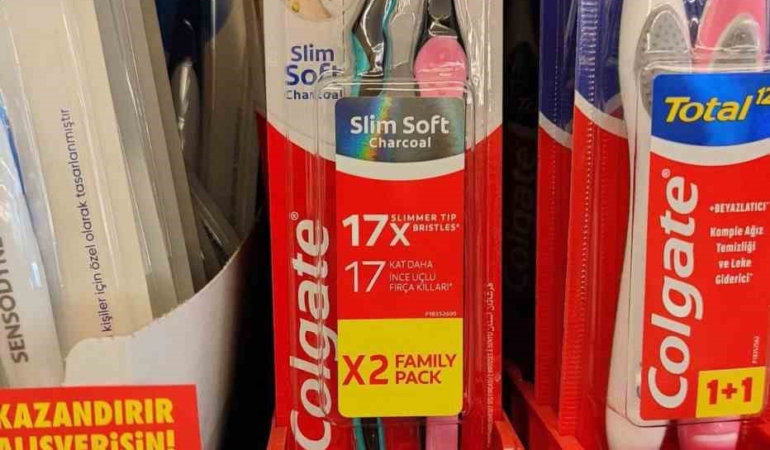 SENSODYNE
kişiler için özel olarak tasarlanmıştır
KAZANDIRIR
ALIŞVERİŞİN!
Slim
Soft
Charcoal
Slim Soft
Charcoal
17X SLIMMER TIP
BRISTLES*
17 KAT DAHA
İNCE UÇLU
FIRÇA KILLARI*
X2 FAMILY
PACK
Colgate®
Total 12
+BEYAZLATICI*
Komple Ağız
Temizliği
ve Leke
Giderici*
Colgate®
1+1